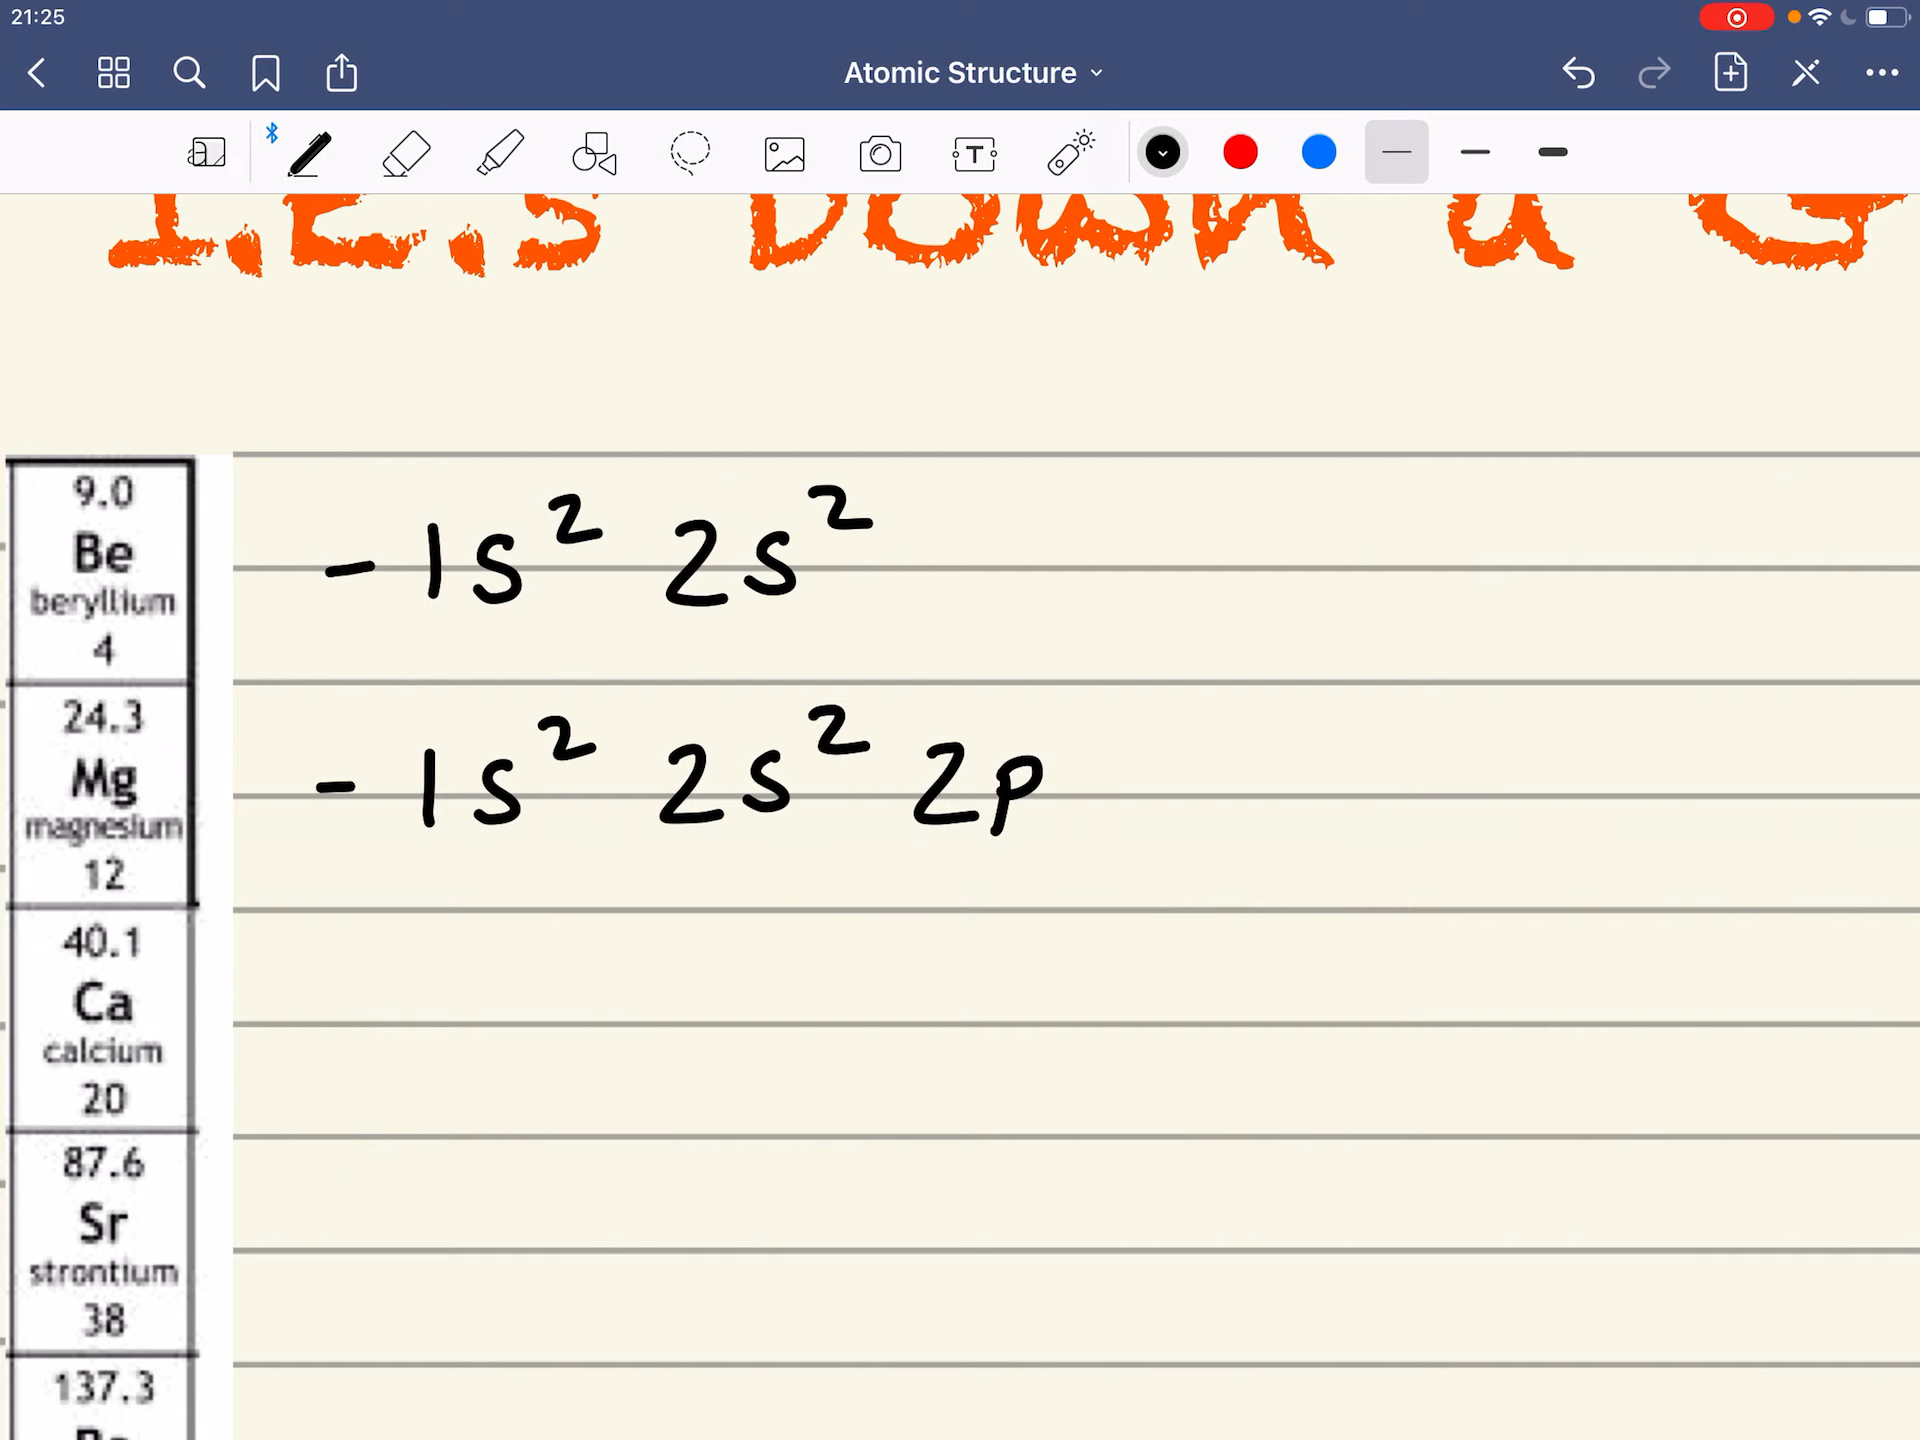 21:25
Atomic Structure
I.E.s Down a G
9.0
Be
beryllium
4
- 1s² 2s²
24.3
Mg
magnesium
12
- 1s² 2s² 2p
40.1
Ca
calcium
20
87.6
Sr
strontium
38
137.3